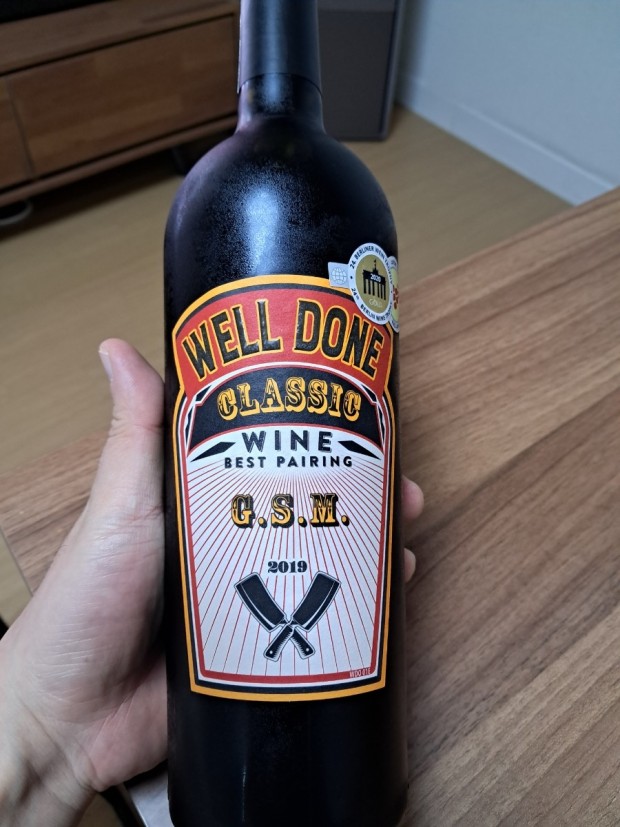 WELL DONE
CLASSIC
WINE
BEST PAIRING
G.S.M.
2019